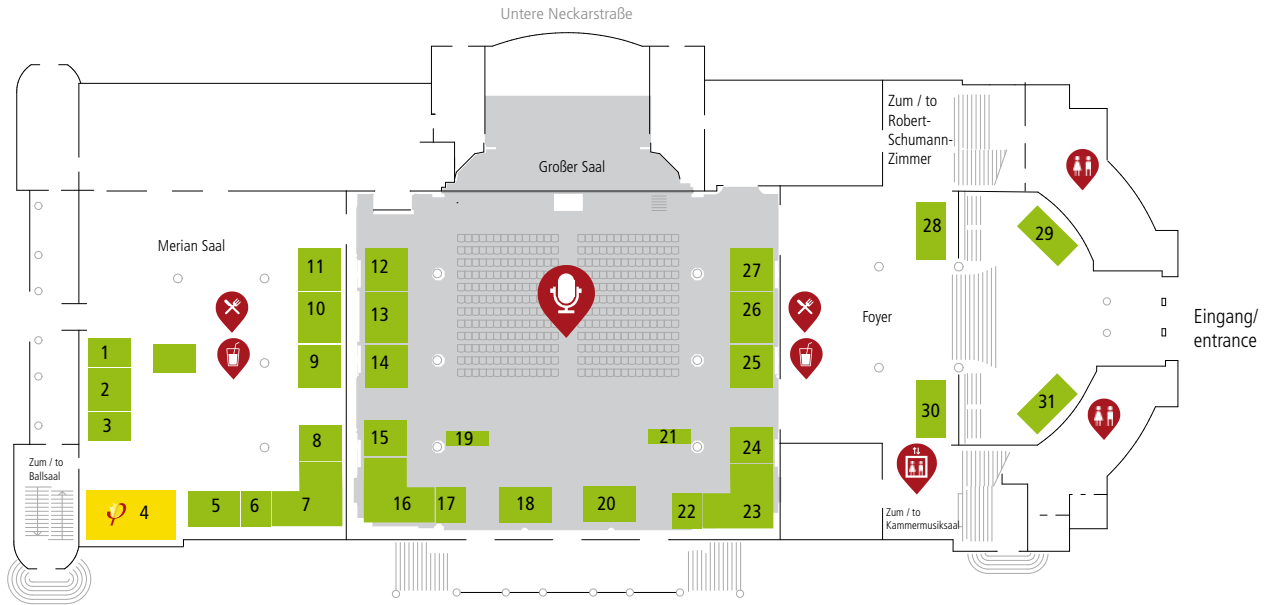 Untere Neckarstraße
Zum / to
Robert-
Schumann-
Zimmer
Großer Saal
Merian Saal
Foyer
Eingang/
entrance
Zum / to
Ballsaal
Zum / to
Kammermusiksaal
1
2
3
4
5
6
7
8
9
10
11
12
13
14
15
16
17
18
19
20
21
22
23
24
25
26
27
28
29
30
31